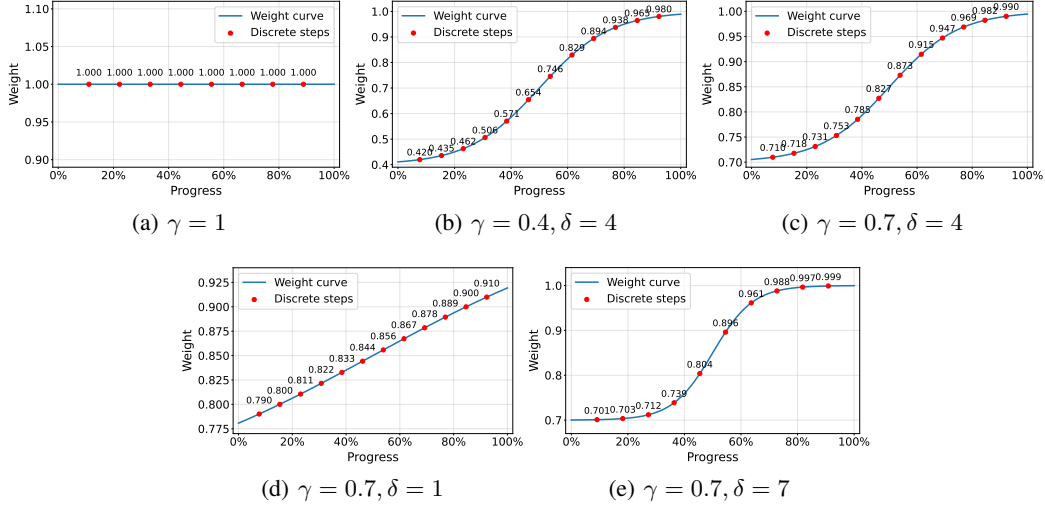 1.10
1.05
1.00
0.95
0.90
Weight
Weight curve
Discrete steps
1.000 1.000 1.000 1.000 1.000 1.000 1.000 1.000
0% 20% 40% 60% 80% 100%
Progress
(a) γ = 1
1.0
0.9
0.8
0.7
0.6
0.5
0.4
Weight
Weight curve
Discrete steps
0.420 0.435 0.462 0.506 0.571 0.654 0.746 0.829 0.894 0.938 0.965 0.980
0% 20% 40% 60% 80% 100%
Progress
(b) γ = 0.4, δ = 4
1.00
0.95
0.90
0.85
0.80
0.75
0.70
Weight
Weight curve
Discrete steps
0.710 0.718 0.731 0.753 0.785 0.827 0.873 0.915 0.947 0.969 0.982 0.990
0% 20% 40% 60% 80% 100%
Progress
(c) γ = 0.7, δ = 4
0.925
0.900
0.875
0.850
0.825
0.800
0.775
Weight
Weight curve
Discrete steps
0.790 0.800 0.811 0.822 0.833 0.844 0.856 0.867 0.878 0.889 0.900 0.910
0% 20% 40% 60% 80% 100%
Progress
(d) γ = 0.7, δ = 1
1.0
0.9
0.8
0.7
Weight
Weight curve
Discrete steps
0.701 0.703 0.712 0.739 0.804 0.896 0.961 0.988 0.997 0.999
0% 20% 40% 60% 80% 100%
Progress
(e) γ = 0.7, δ = 7